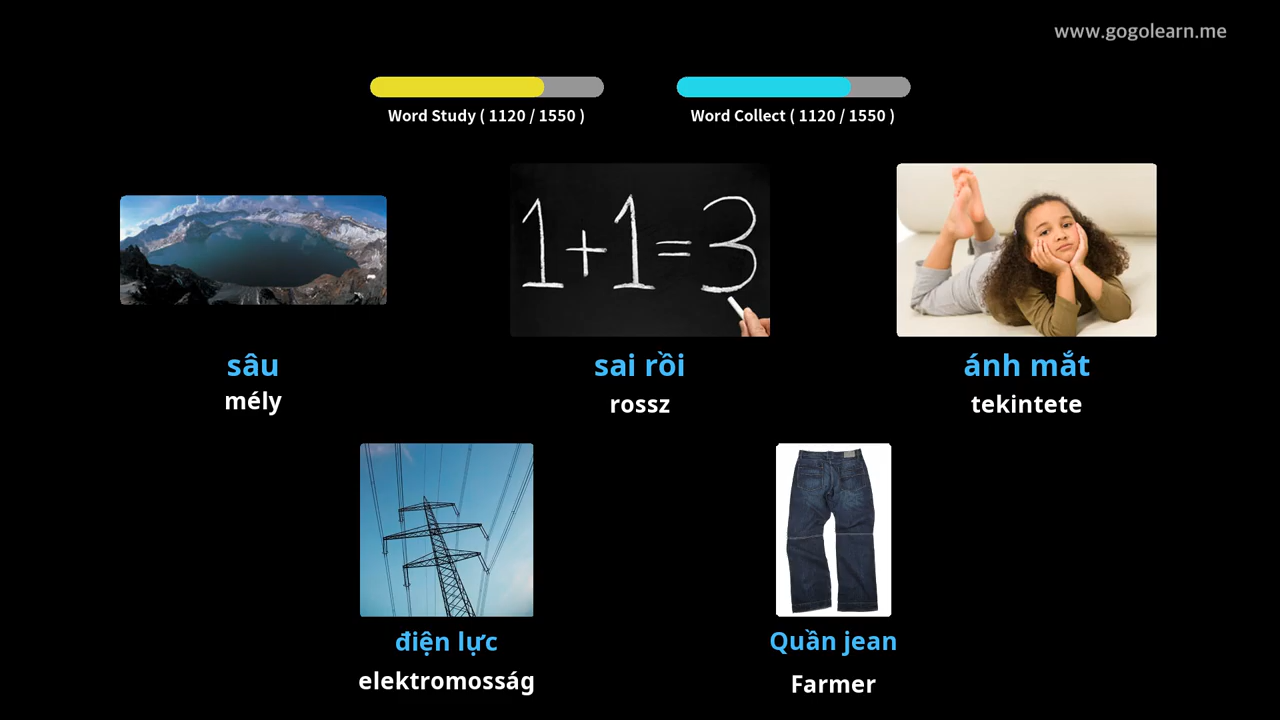 www.gogolearn.me
Word Study ( 1120 / 1550 )
Word Collect ( 1120 / 1550 )
1+1=3
sâu
mély
sai rồi
rossz
ánh mắt
tekintete
điện lực
elektromosság
Quần jean
Farmer